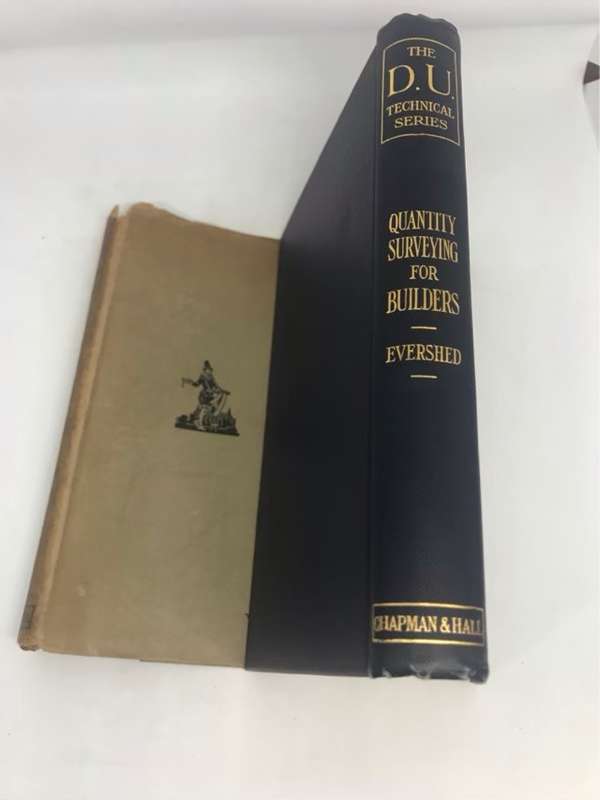 THE
D.U.
TECHNICAL
SERIES
QUANTITY
SURVEYING
FOR
BUILDERS
EVERSHED
CHAPMAN & HALL